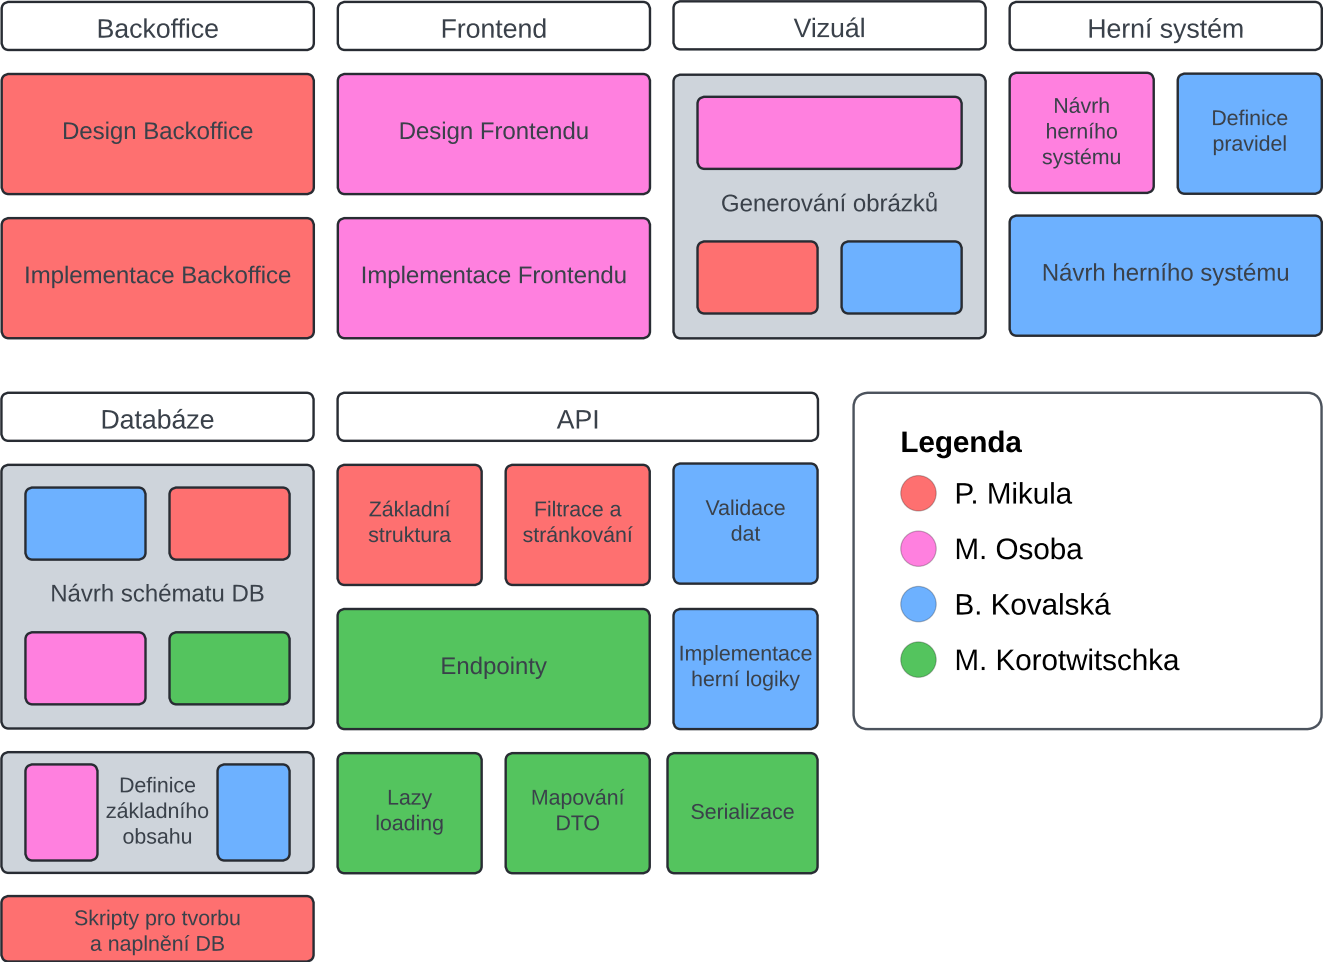 Backoffice
Design Backoffice
Implementace Backoffice
Frontend
Design Frontendu
Implementace Frontendu
Vizuál
Generování obrázků
Herní systém
Návrh
herního
systému
Definice
pravidel
Návrh herního systému
Databáze
Návrh schématu DB
Definice
základního
obsahu
Skripty pro tvorbu
a naplnění DB
API
Základní
struktura
Filtrace a
stránkování
Validace
dat
Endpointy
Implementace
herní logiky
Lazy
loading
Mapování
DTO
Serializace
Legenda
P. Mikula
M. Osoba
B. Kovalská
M. Korotwitschka